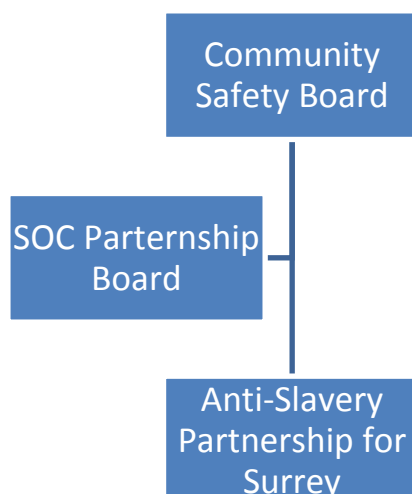 Community
Safety Board
SOC Parternship
Board
Anti-Slavery
Partnership for
Surrey